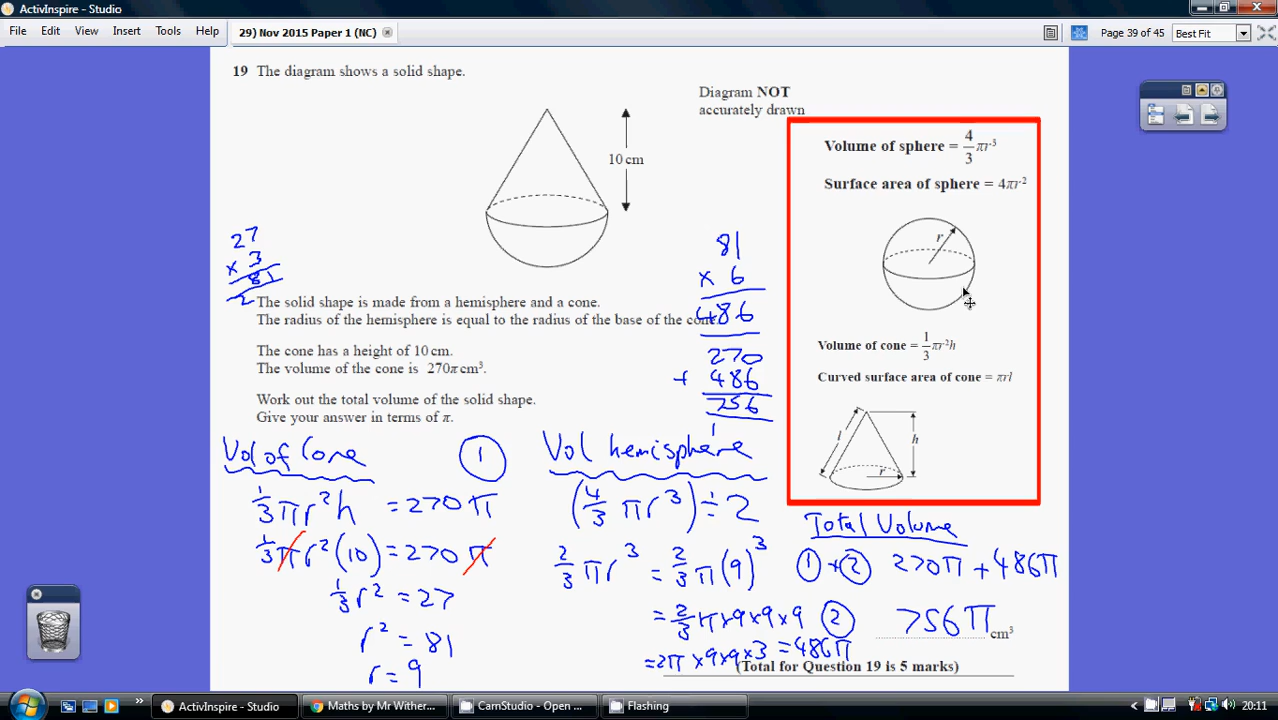 ActivInspire - Studio
File Edit View Insert Tools Help
29) Nov 2015 Paper 1 (NC)
Page 39 of 45
Best Fit
19 The diagram shows a solid shape.
Diagram NOT
accurately drawn
10 cm
Volume of sphere = 4/3 πr³
Surface area of sphere = 4πr²
r
Volume of cone = 1/3 πr²h
Curved surface area of cone = πrl
l
h
r
27
× 3
81
2
The solid shape is made from a hemisphere and a cone.
The radius of the hemisphere is equal to the radius of the base of the cone.
The cone has a height of 10 cm.
The volume of the cone is 270π cm³.
Work out the total volume of the solid shape.
Give your answer in terms of π.
81
× 6
486
270
+ 486
756
1
Vol of Cone ①
1/3 πr²h = 270π
1/3 πr²(10) = 270π
1/3 r² = 27
r² = 81
r = 9
Vol hemisphere
(4/3 πr³) ÷ 2
2/3 πr³ = 2/3 π(9)³
= 2/3 π × 9 × 9 × 9 ②
= 2π × 9 × 9 × 3 = 486π
Total Volume
① + ② 270π + 486π
756π cm³
(Total for Question 19 is 5 marks)
ActivInspire - Studio
Maths by Mr Wither...
CamStudio - Open ...
Flashing
20:11